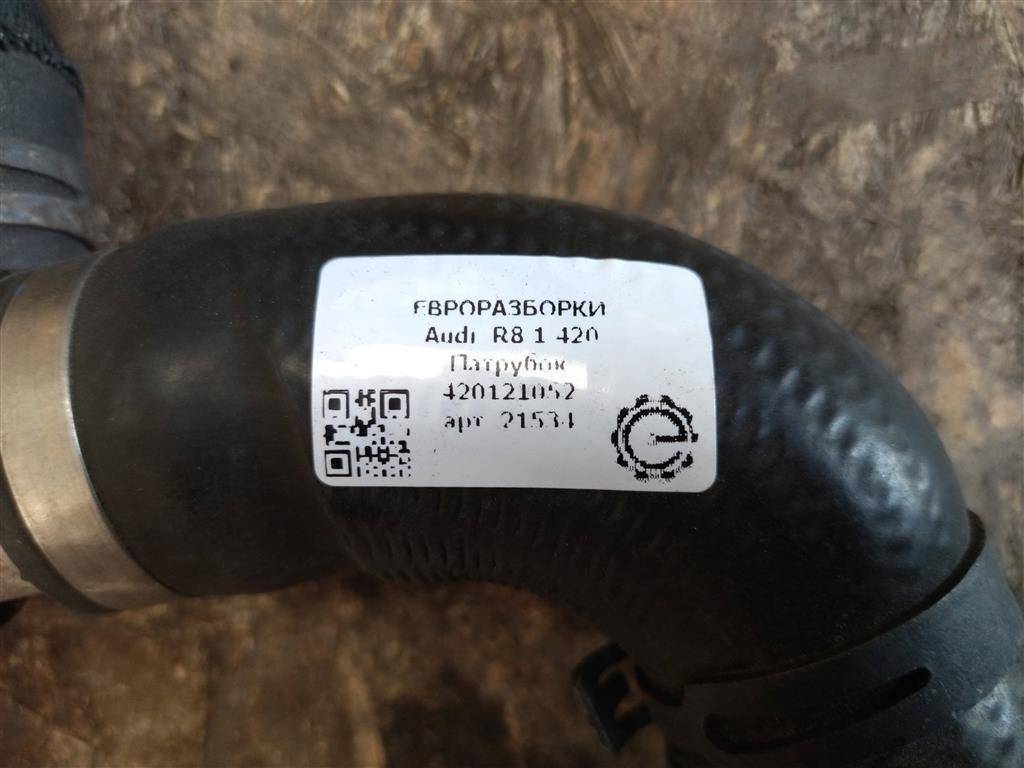 ЕВРОРАЗБОРКИ
Audi R8 1 420
Патрубок
420121052
арт 21534